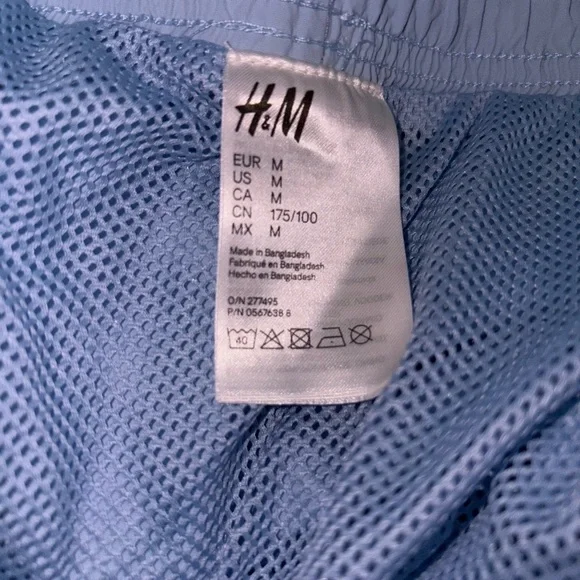 H&M
EUR M
US M
CA M
CN 175/100
MX M
Made in Bangladesh
Fabriqué en Bangladesh
Hecho en Bangladesh
O/N 277495
P/N 0567638 8
40